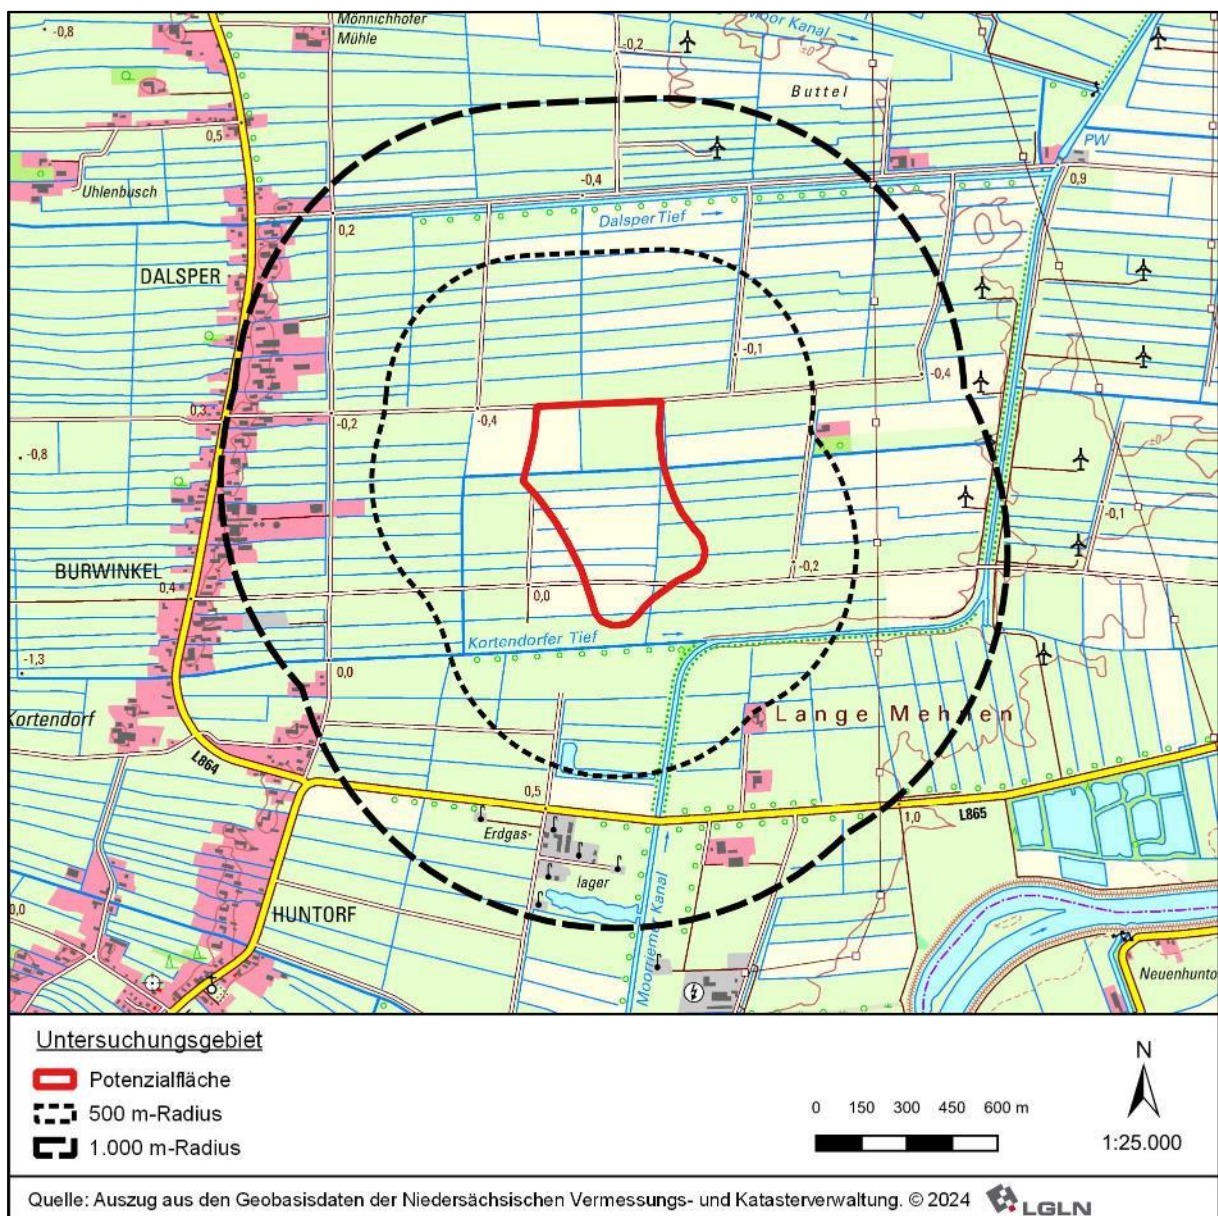 -0,8
Mönnichhofer
Mühle
-0,2
Moor Kanal
±0
Buttel
0,5
PW
Uhlenbusch
-0,4
0,9
0,2
Dalsper Tief
DALSPER
-0,1
-0,4
0,3
-0,2
-0,4
-0,8
±0
-0,1
BURWINKEL
0,4
0,0
-0,2
Kortendorfer Tief
-1,3
0,0
Kortendorf
Lange Mehnen
L864
0,5
L865
Erdgas-
1,0
lager
HUNTORF
0,0
Moorriemer Kanal
Neuenhunto
Untersuchungsgebiet
Potenzialfläche
500 m-Radius
1.000 m-Radius
0 150 300 450 600 m
N
1:25.000
Quelle: Auszug aus den Geobasisdaten der Niedersächsischen Vermessungs- und Katasterverwaltung. © 2024 LGLN